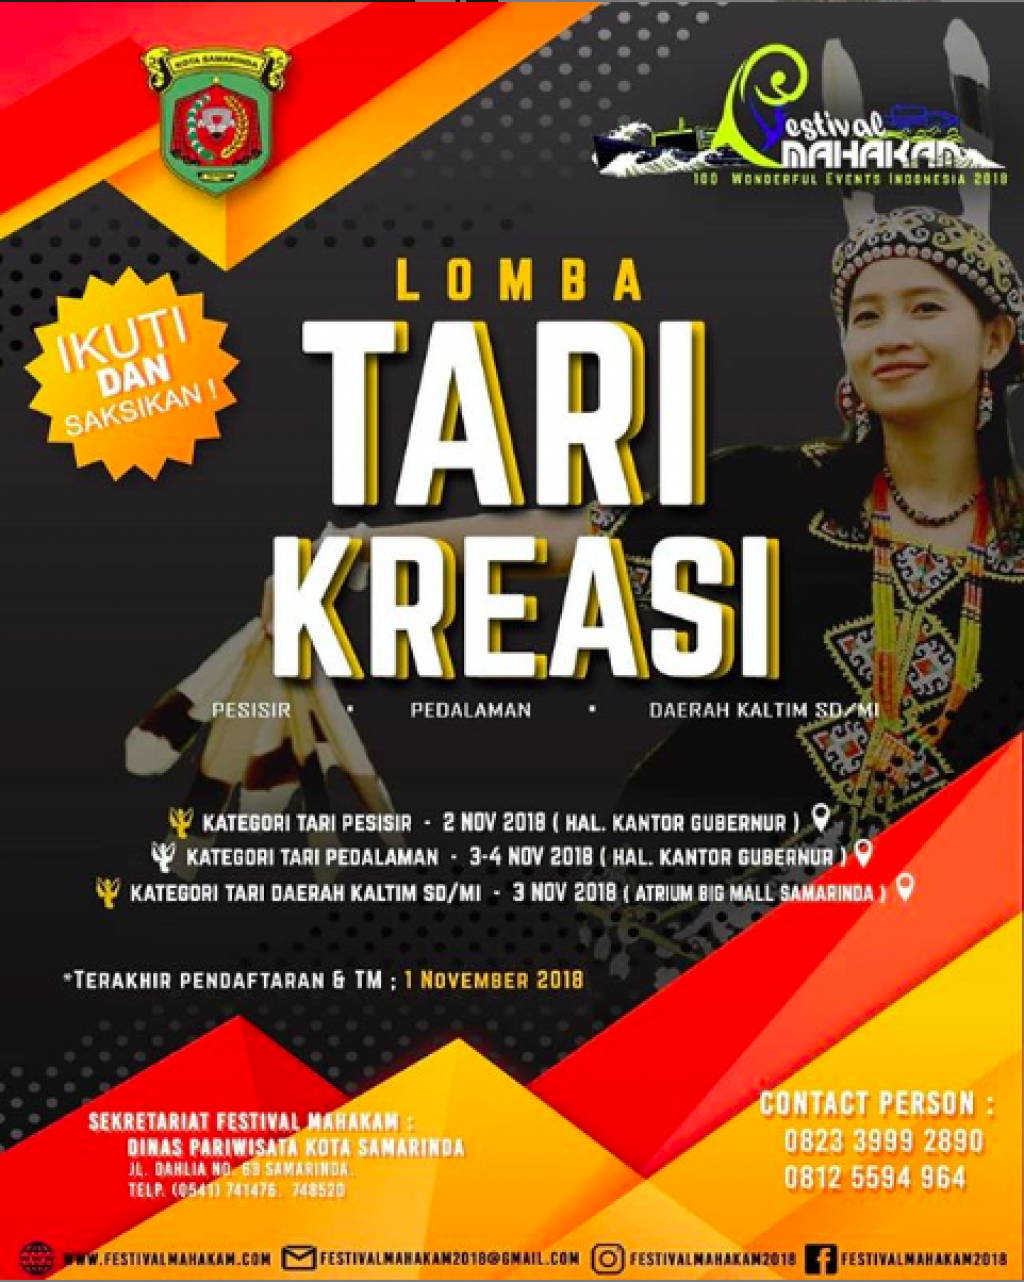 KOTA SAMARINDA
Festival
MAHAKAM
100 WONDERFUL EVENTS INDONESIA 2018
LOMBA
IKUTI
DAN
SAKSIKAN !
TARI
KREASI
PESISIR • PEDALAMAN • DAERAH KALTIM SD/MI
KATEGORI TARI PESISIR - 2 NOV 2018 ( HAL. KANTOR GUBERNUR )
KATEGORI TARI PEDALAMAN - 3-4 NOV 2018 ( HAL. KANTOR GUBERNUR )
KATEGORI TARI DAERAH KALTIM SD/MI - 3 NOV 2018 ( ATRIUM BIG MALL SAMARINDA )
*TERAKHIR PENDAFTARAN & TM ; 1 NOVEMBER 2018
SEKRETARIAT FESTIVAL MAHAKAM :
DINAS PARIWISATA KOTA SAMARINDA
JL. DAHLIA NO. 69 SAMARINDA.
TELP. (0541) 741476. 748520
CONTACT PERSON :
0823 3999 2890
0812 5594 964
WWW.FESTIVALMAHAKAM.COM FESTIVALMAHAKAM2018@GMAIL.COM FESTIVALMAHAKAM2018 FESTIVALMAHAKAM2018